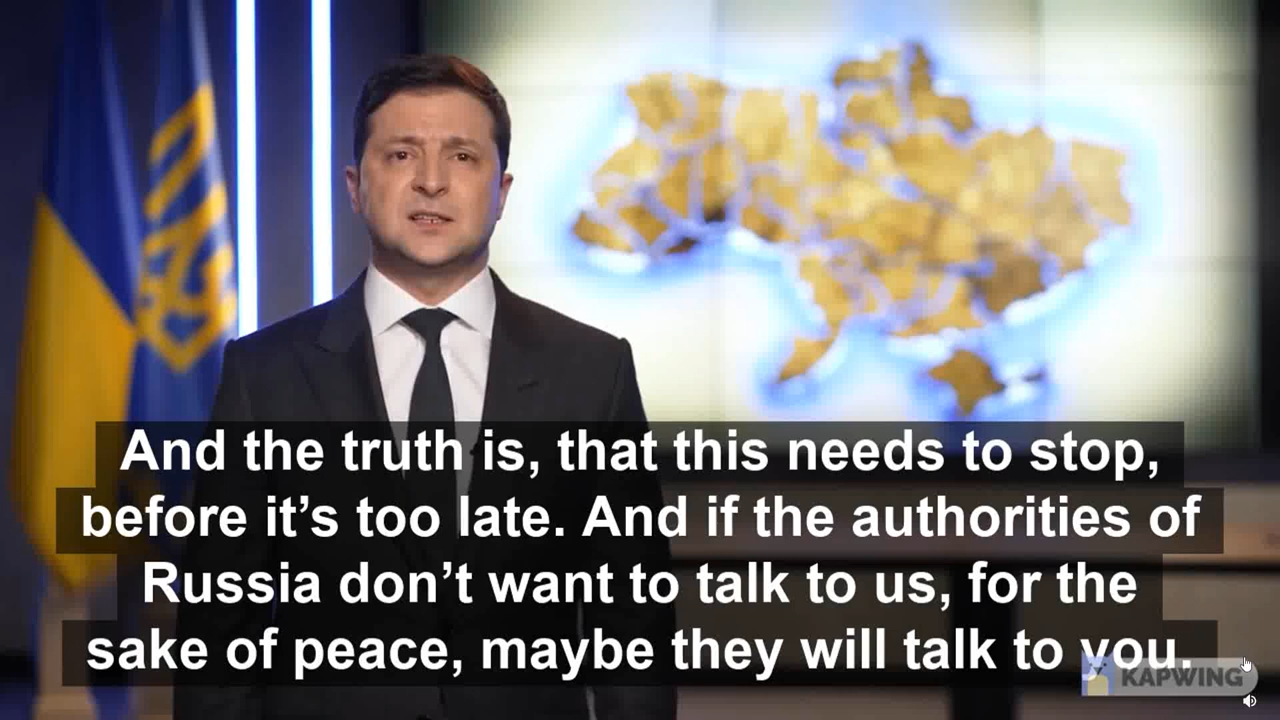 And the truth is, that this needs to stop,
before it’s too late. And if the authorities of
Russia don’t want to talk to us, for the
sake of peace, maybe they will talk to you.
KAPWING